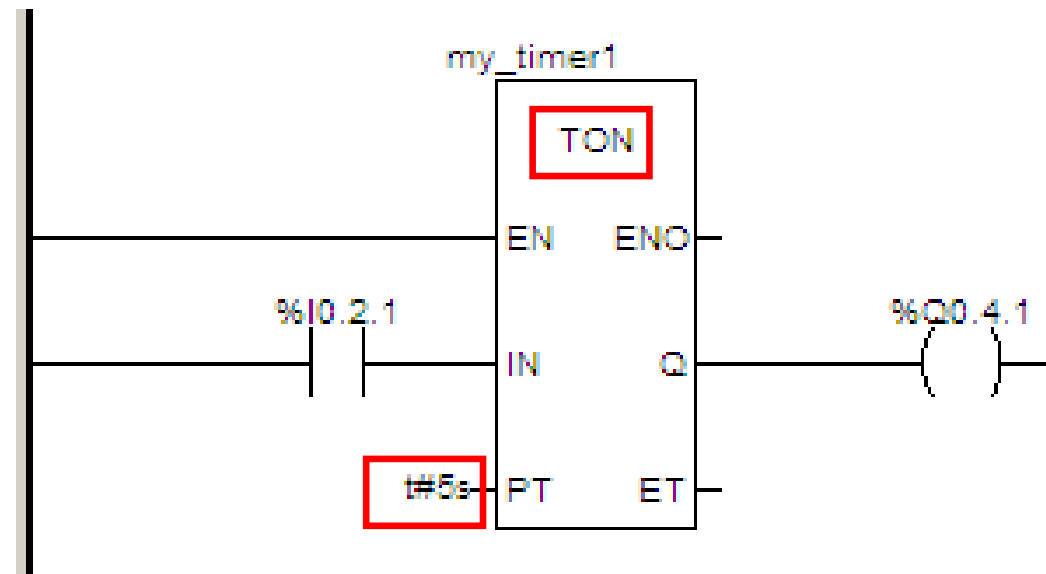 my_timer1
TON
EN ENO
%I0.2.1 %Q0.4.1
IN Q
t#5s PT ET